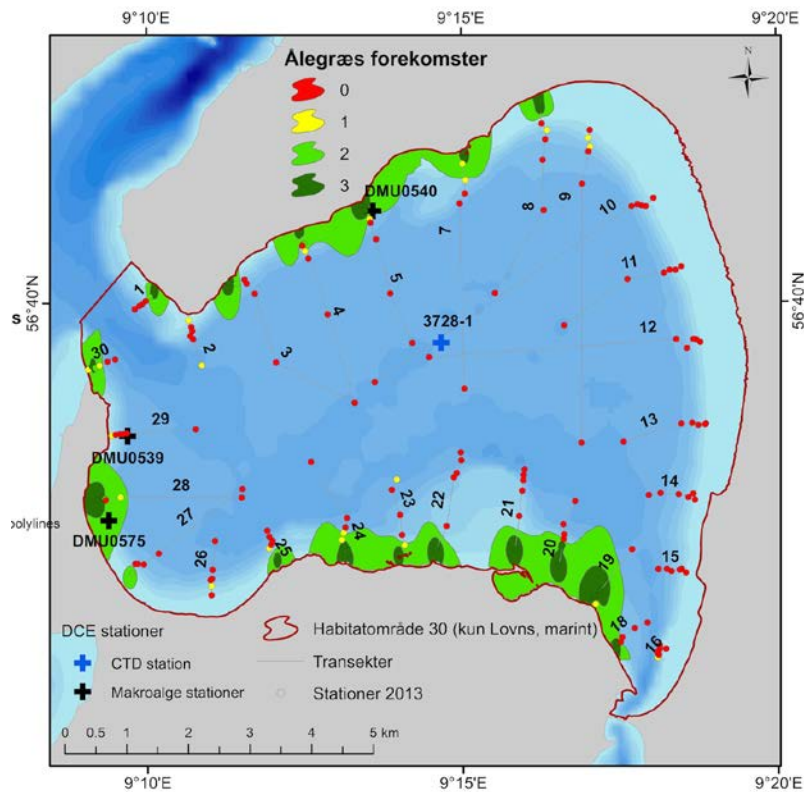 9°10'E 9°15'E 9°20'E
N
Ålegræs forekomster
0
1
2
3
DMU0540
10
9
8
7
11
56°40'N
56°40'N
s
1
5
4
3728-1
12
2
3
30
13
29
DMU0539
14
28
23
22
21
27
polylines
DMU0575
24
20
15
26
25
19
18
16
DCE stationer
CTD station
Makroalge stationer
Habitatområde 30 (kun Lovns, marint)
Transekter
Stationer 2013
0 0.5 1 2 3 4 5 km
9°10'E 9°15'E 9°20'E